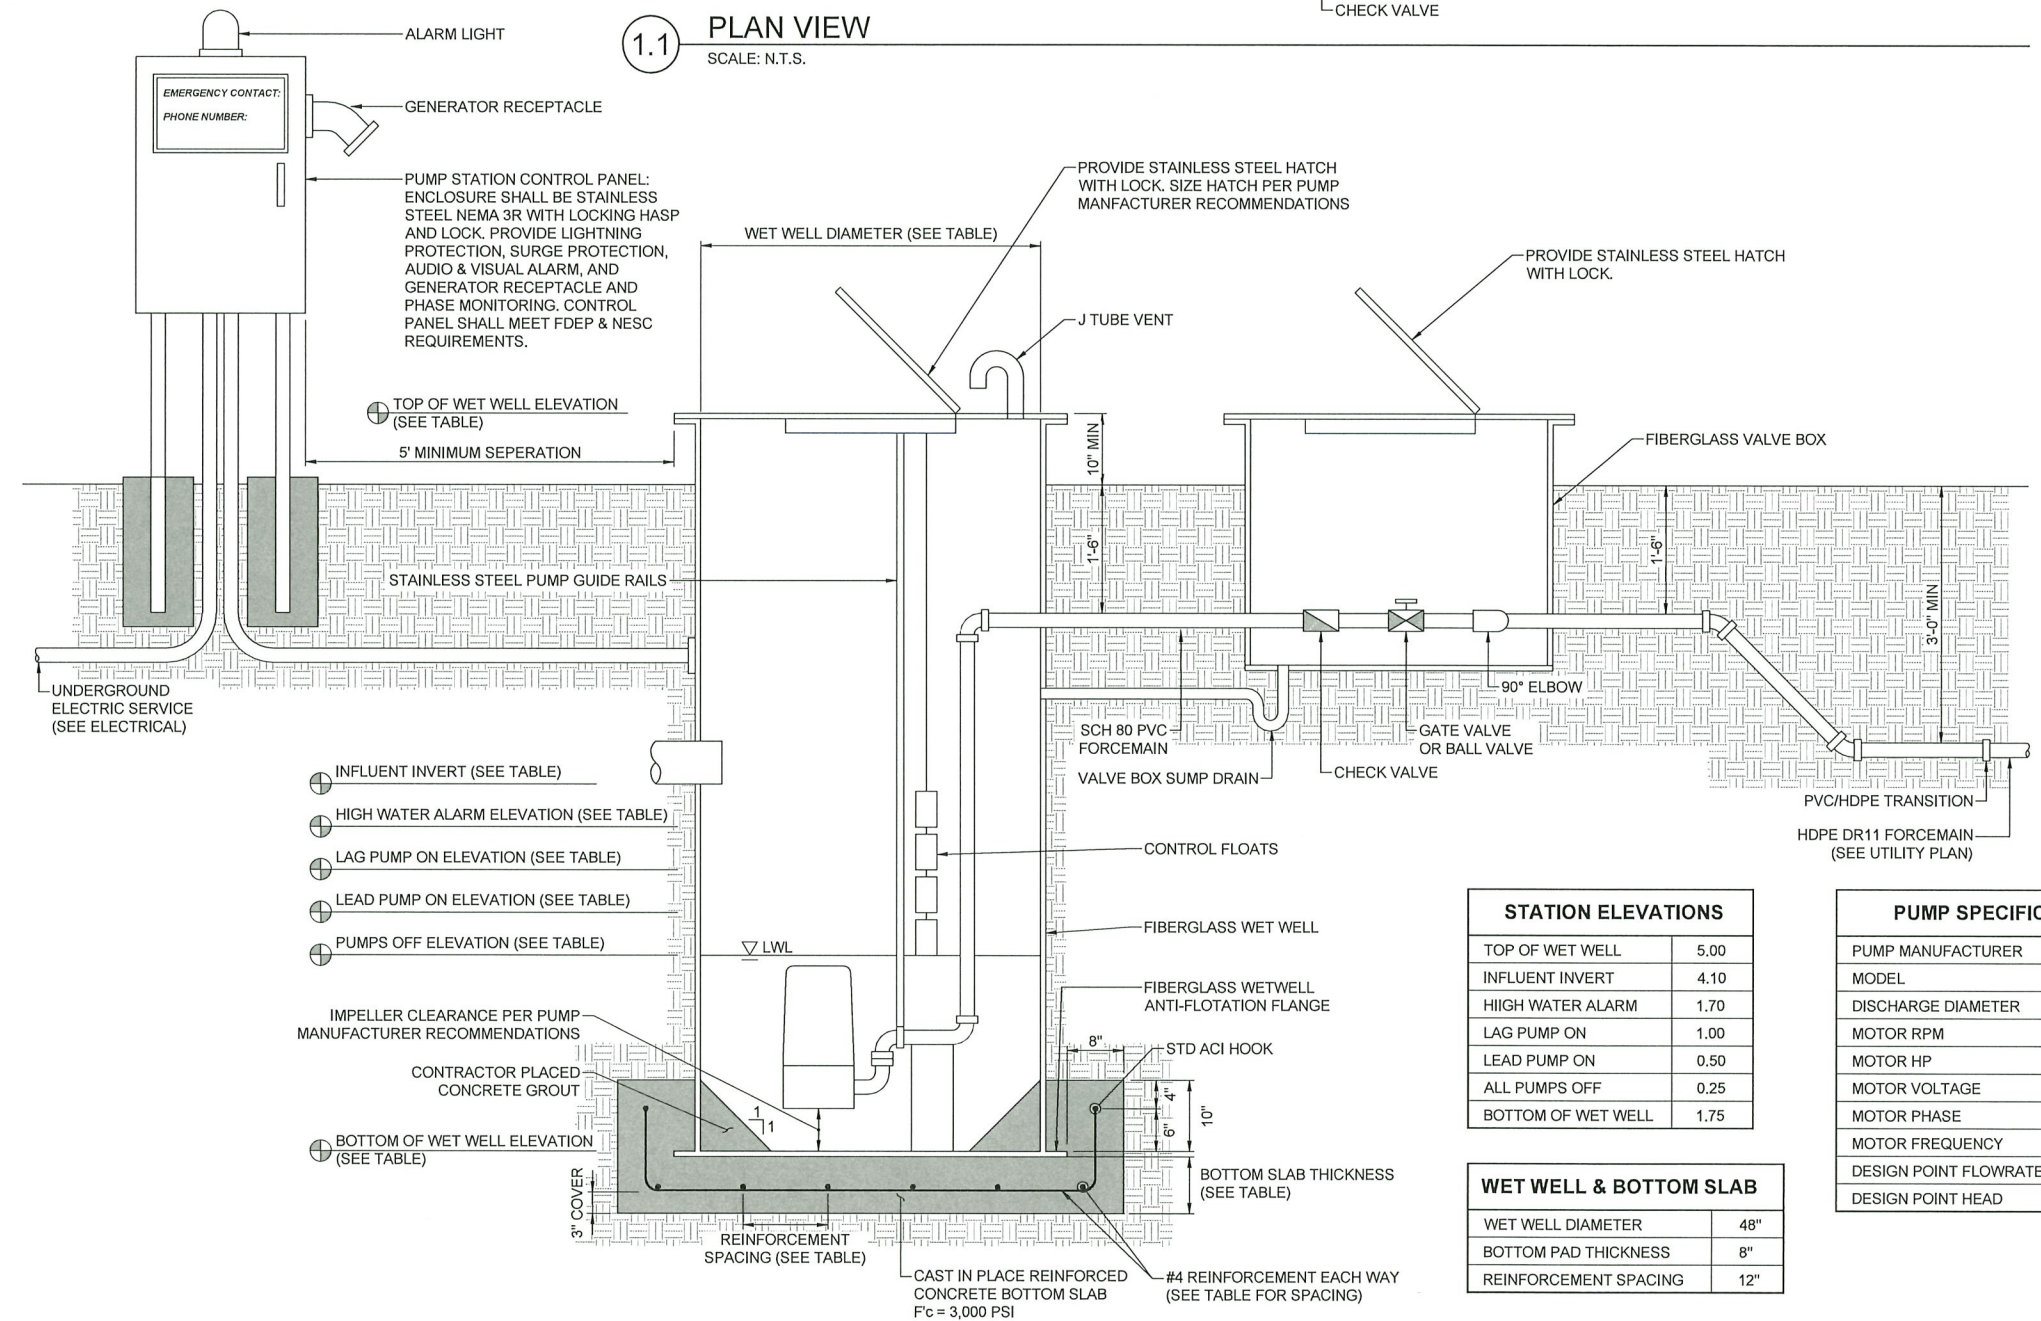 CHECK VALVE
1.1
PLAN VIEW
SCALE: N.T.S.
ALARM LIGHT
EMERGENCY CONTACT:
PHONE NUMBER:
GENERATOR RECEPTACLE
PUMP STATION CONTROL PANEL:
ENCLOSURE SHALL BE STAINLESS
STEEL NEMA 3R WITH LOCKING HASP
AND LOCK. PROVIDE LIGHTNING
PROTECTION, SURGE PROTECTION,
AUDIO & VISUAL ALARM, AND
GENERATOR RECEPTACLE AND
PHASE MONITORING. CONTROL
PANEL SHALL MEET FDEP & NESC
REQUIREMENTS.
PROVIDE STAINLESS STEEL HATCH
WITH LOCK. SIZE HATCH PER PUMP
MANFACTURER RECOMMENDATIONS
WET WELL DIAMETER (SEE TABLE)
PROVIDE STAINLESS STEEL HATCH
WITH LOCK.
J TUBE VENT
TOP OF WET WELL ELEVATION
(SEE TABLE)
5' MINIMUM SEPERATION
10" MIN
FIBERGLASS VALVE BOX
1'-6"
1'-6"
3'-0" MIN
STAINLESS STEEL PUMP GUIDE RAILS
UNDERGROUND
ELECTRIC SERVICE
(SEE ELECTRICAL)
90° ELBOW
SCH 80 PVC
FORCEMAIN
GATE VALVE
OR BALL VALVE
VALVE BOX SUMP DRAIN
CHECK VALVE
PVC/HDPE TRANSITION
HDPE DR11 FORCEMAIN
(SEE UTILITY PLAN)
INFLUENT INVERT (SEE TABLE)
HIGH WATER ALARM ELEVATION (SEE TABLE)
LAG PUMP ON ELEVATION (SEE TABLE)
LEAD PUMP ON ELEVATION (SEE TABLE)
PUMPS OFF ELEVATION (SEE TABLE)
LWL
CONTROL FLOATS
FIBERGLASS WET WELL
FIBERGLASS WETWELL
ANTI-FLOTATION FLANGE
IMPELLER CLEARANCE PER PUMP
MANUFACTURER RECOMMENDATIONS
CONTRACTOR PLACED
CONCRETE GROUT
1
1
8"
STD ACI HOOK
4"
6"
10"
BOTTOM OF WET WELL ELEVATION
(SEE TABLE)
3" COVER
BOTTOM SLAB THICKNESS
(SEE TABLE)
REINFORCEMENT
SPACING (SEE TABLE)
CAST IN PLACE REINFORCED
CONCRETE BOTTOM SLAB
F'c = 3,000 PSI
#4 REINFORCEMENT EACH WAY
(SEE TABLE FOR SPACING)
STATION ELEVATIONS
TOP OF WET WELL 5.00
INFLUENT INVERT 4.10
HIIGH WATER ALARM 1.70
LAG PUMP ON 1.00
LEAD PUMP ON 0.50
ALL PUMPS OFF 0.25
BOTTOM OF WET WELL 1.75
WET WELL & BOTTOM SLAB
WET WELL DIAMETER 48"
BOTTOM PAD THICKNESS 8"
REINFORCEMENT SPACING 12"
PUMP SPECIFIC
PUMP MANUFACTURER
MODEL
DISCHARGE DIAMETER
MOTOR RPM
MOTOR HP
MOTOR VOLTAGE
MOTOR PHASE
MOTOR FREQUENCY
DESIGN POINT FLOWRATE
DESIGN POINT HEAD